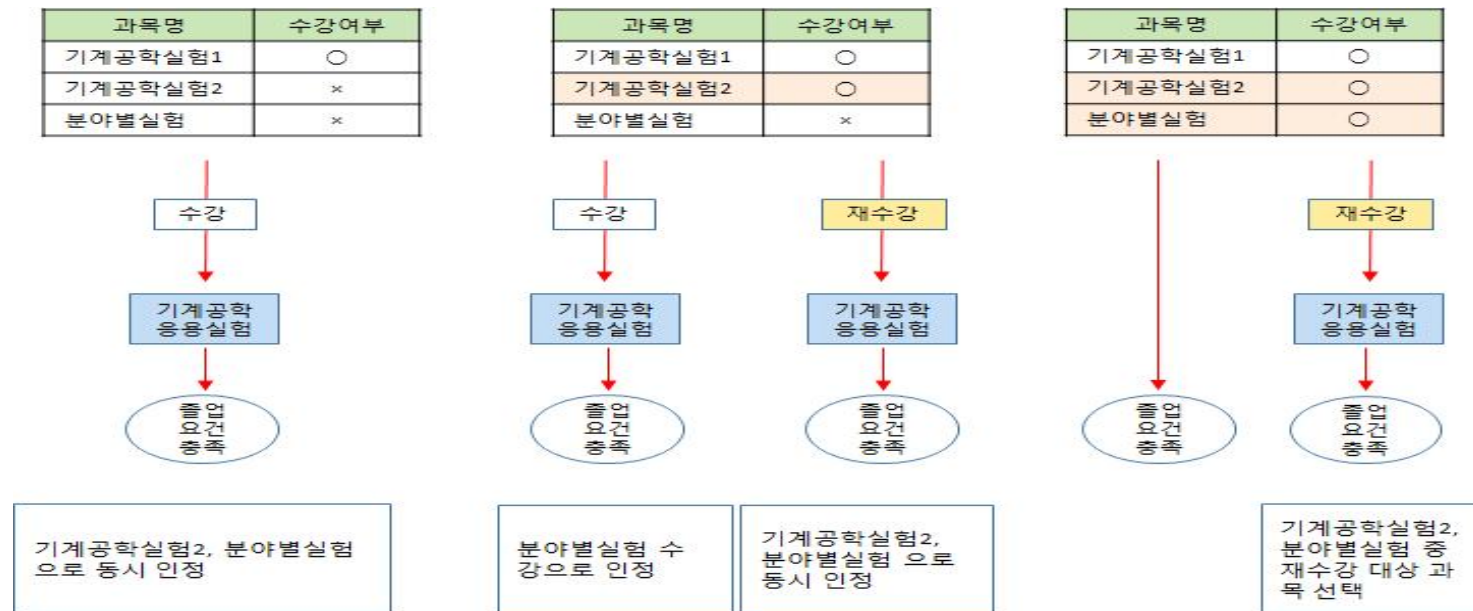 과목명 수강여부
기계공학실험1 ○
기계공학실험2 ×
분야별실험 ×
과목명 수강여부
기계공학실험1 ○
기계공학실험2 ○
분야별실험 ×
과목명 수강여부
기계공학실험1 ○
기계공학실험2 ○
분야별실험 ○
수강
수강
재수강
재수강
기계공학
응용실험
기계공학
응용실험
기계공학
응용실험
기계공학
응용실험
졸업
요건
충족
졸업
요건
충족
졸업
요건
충족
졸업
요건
충족
졸업
요건
충족
기계공학실험2, 분야별실험
으로 동시 인정
분야별실험 수
강으로 인정
기계공학실험2,
분야별실험 으로
동시 인정
기계공학실험2,
분야별실험 중
재수강 대상 과
목 선택